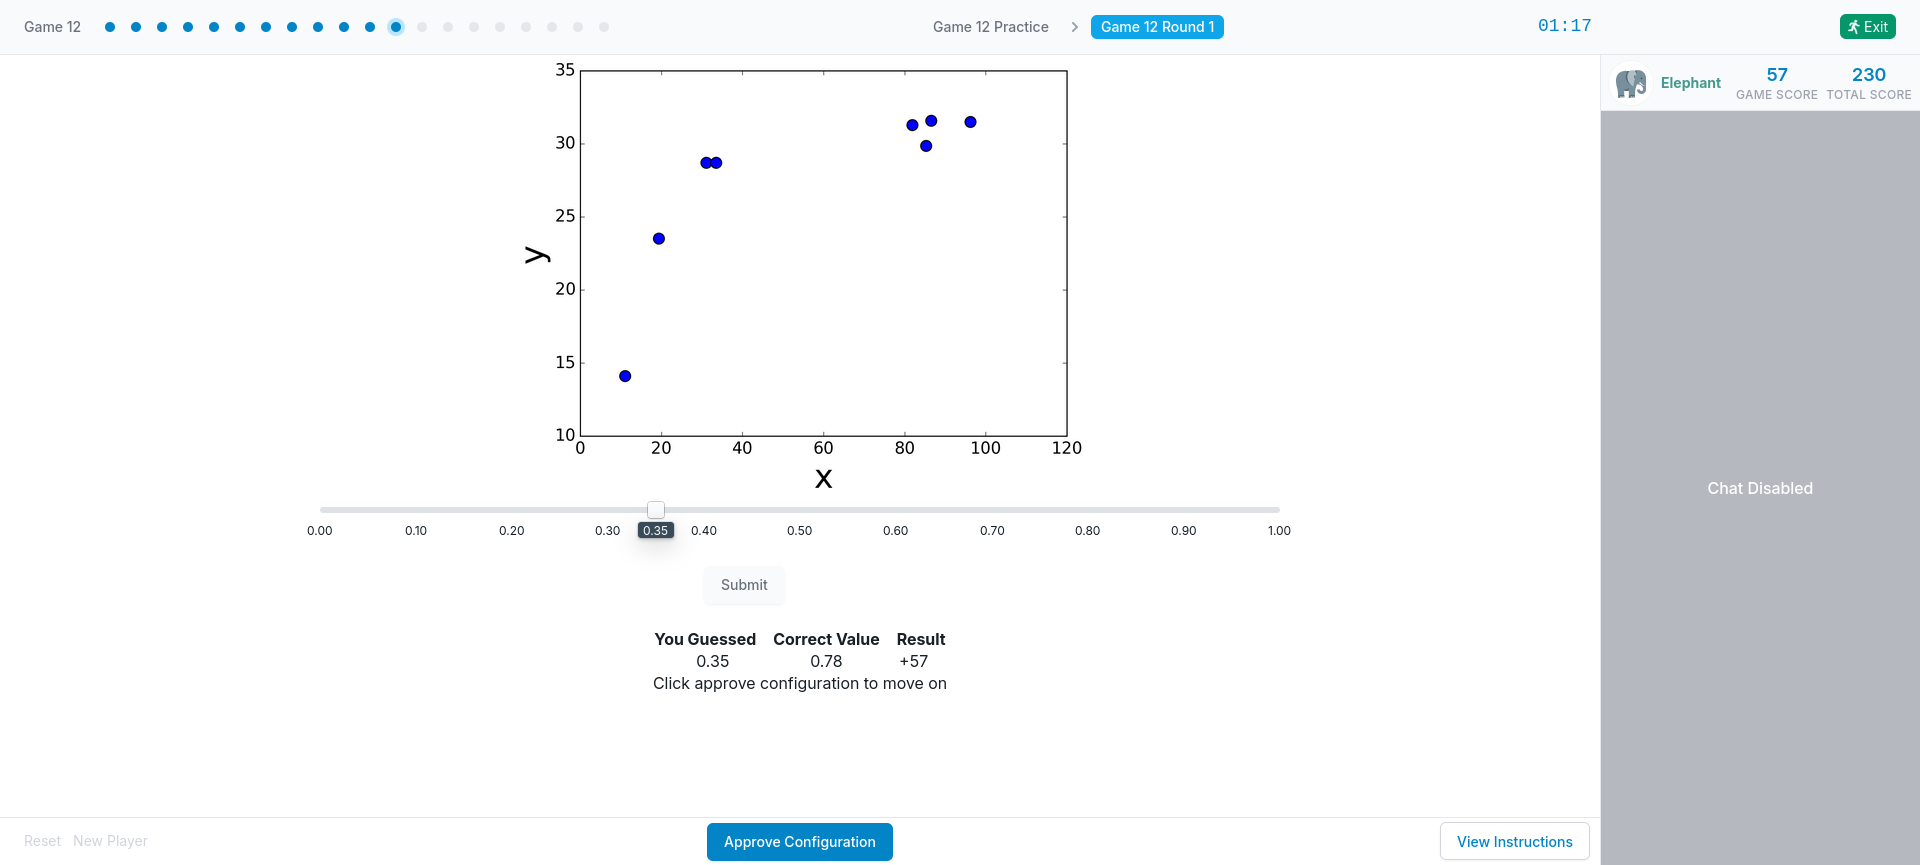 Game 12
Game 12 Practice
Game 12 Round 1
01:17
Exit
Elephant
57
GAME SCORE
230
TOTAL SCORE
35
30
25
20
15
10
y
0 20 40 60 80 100 120
x
0.00 0.10 0.20 0.30 0.35 0.40 0.50 0.60 0.70 0.80 0.90 1.00
Submit
You Guessed Correct Value Result
0.35 0.78 +57
Click approve configuration to move on
Chat Disabled
Reset New Player
Approve Configuration
View Instructions